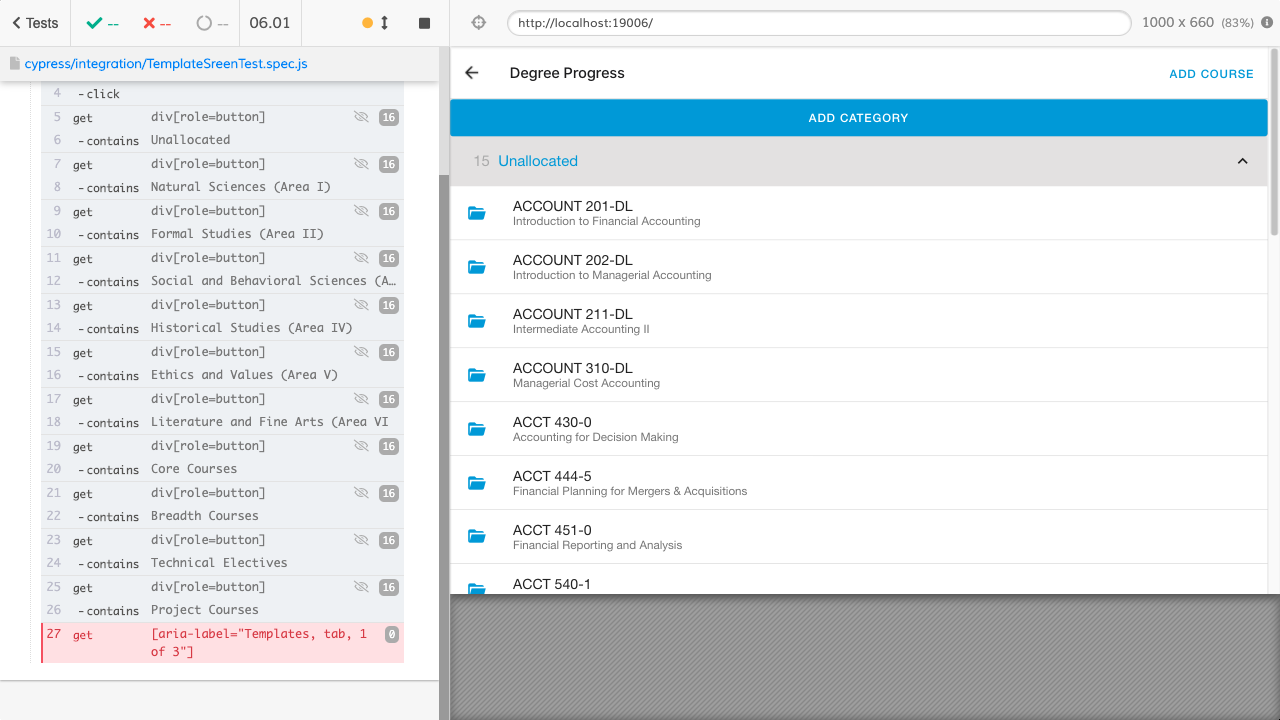 Tests
--
--
--
06.01
cypress/integration/TemplateSreenTest.spec.js
4 -click
5 get div[role=button] 16
6 -contains Unallocated
7 get div[role=button] 16
8 -contains Natural Sciences (Area I)
9 get div[role=button] 16
10 -contains Formal Studies (Area II)
11 get div[role=button] 16
12 -contains Social and Behavioral Sciences (A…
13 get div[role=button] 16
14 -contains Historical Studies (Area IV)
15 get div[role=button] 16
16 -contains Ethics and Values (Area V)
17 get div[role=button] 16
18 -contains Literature and Fine Arts (Area VI
19 get div[role=button] 16
20 -contains Core Courses
21 get div[role=button] 16
22 -contains Breadth Courses
23 get div[role=button] 16
24 -contains Technical Electives
25 get div[role=button] 16
26 -contains Project Courses
27 get [aria-label="Templates, tab, 1 0
of 3"]
http://localhost:19006/
1000 x 660 (83%)
Degree Progress
ADD COURSE
ADD CATEGORY
15 Unallocated
ACCOUNT 201-DL
Introduction to Financial Accounting
ACCOUNT 202-DL
Introduction to Managerial Accounting
ACCOUNT 211-DL
Intermediate Accounting II
ACCOUNT 310-DL
Managerial Cost Accounting
ACCT 430-0
Accounting for Decision Making
ACCT 444-5
Financial Planning for Mergers & Acquisitions
ACCT 451-0
Financial Reporting and Analysis
ACCT 540-1